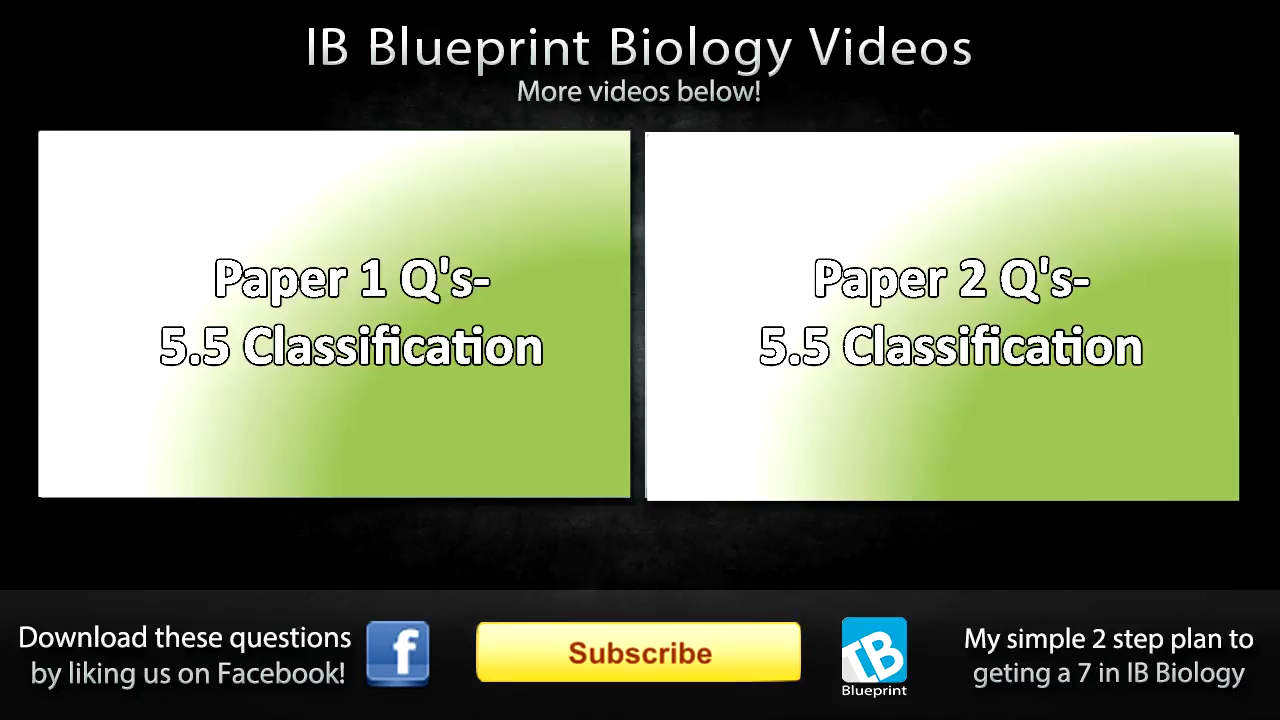 IB Blueprint Biology Videos
More videos below!
Paper 1 Q's-
5.5 Classification
Paper 2 Q's-
5.5 Classification
Download these questions
by liking us on Facebook!
f
Subscribe
IB
Blueprint
My simple 2 step plan to
geting a 7 in IB Biology